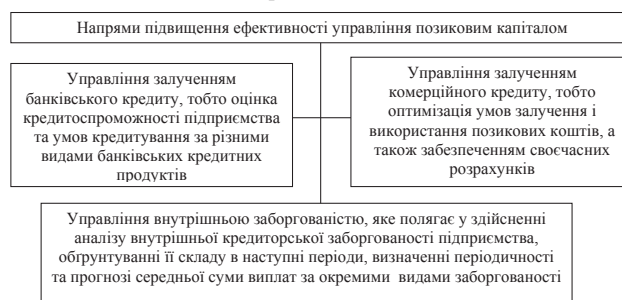 Напрями підвищення ефективності управління позиковим капіталом
Управління залученням
банківського кредиту, тобто оцінка
кредитоспроможності підприємства
та умов кредитування за різними
видами банківських кредитних
продуктів
Управління залученням
комерційного кредиту, тобто
оптимізація умов залучення і
використання позикових коштів, а
також забезпеченням своєчасних
розрахунків
Управління внутрішньою заборгованістю, яке полягає у здійсненні
аналізу внутрішньої кредиторської заборгованості підприємства,
обґрунтуванні її складу в наступні періоди, визначенні періодичності
та прогнозі середньої суми виплат за окремими видами заборгованості